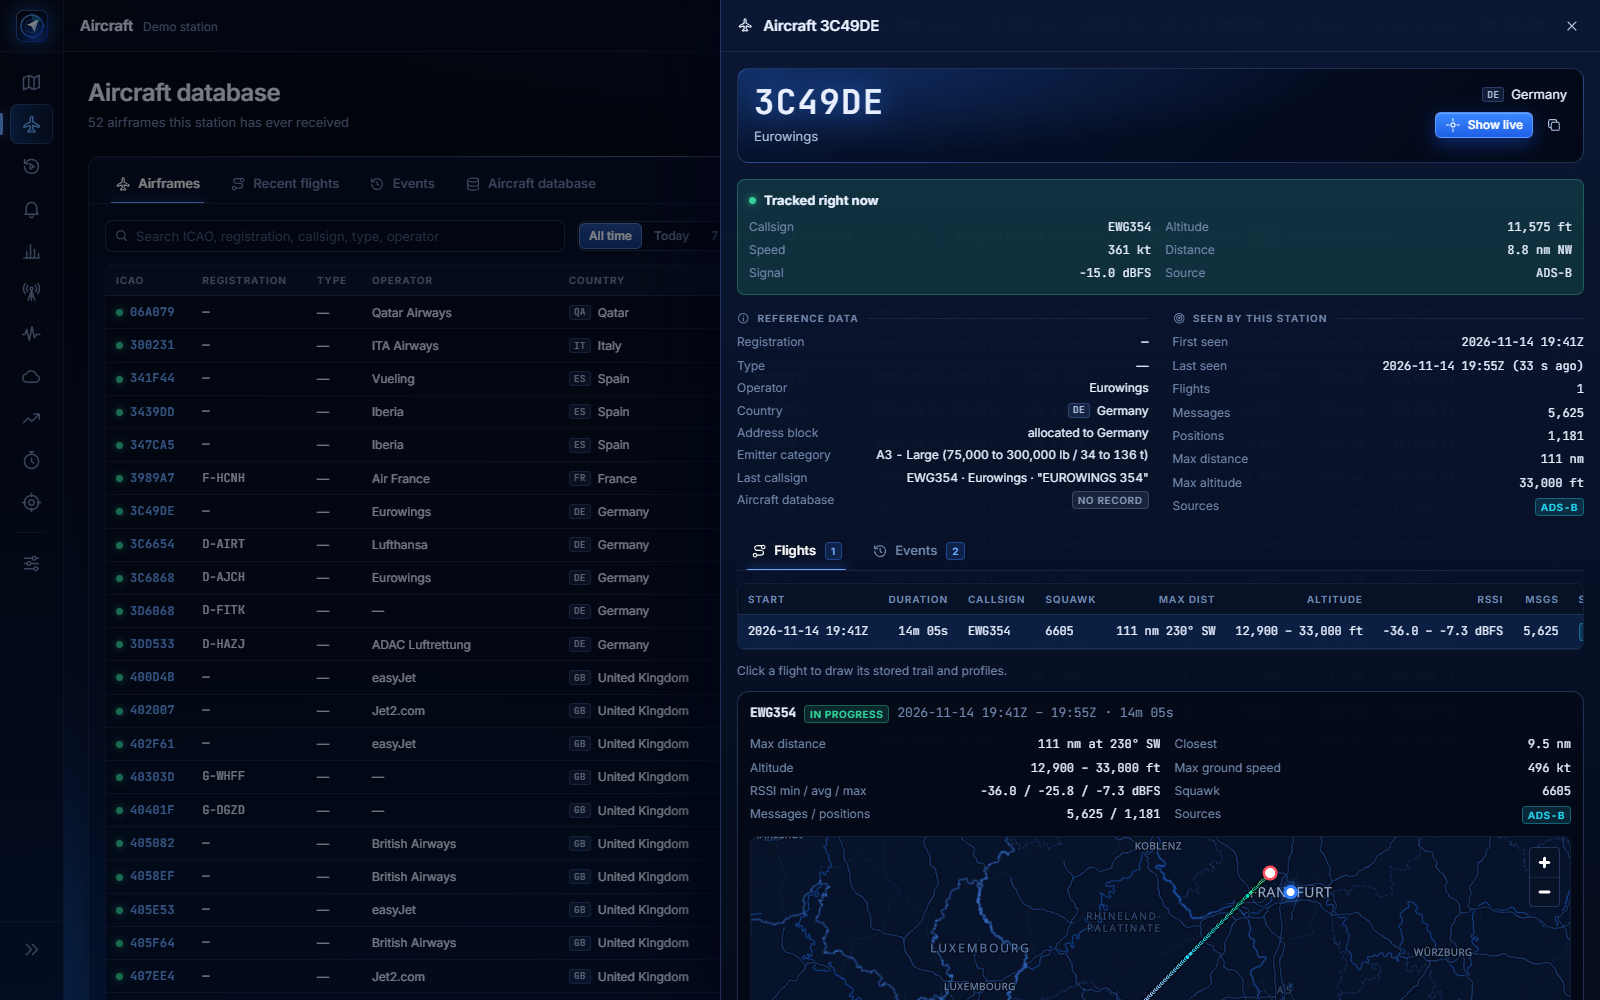 Aircraft Demo station
Aircraft database
52 airframes this station has ever received
Airframes Recent flights Events Aircraft database
Search ICAO, registration, callsign, type, operator
All time Today 7
ICAO REGISTRATION TYPE OPERATOR COUNTRY
06A079 — — Qatar Airways QA Qatar
300231 — — ITA Airways IT Italy
341F44 — — Vueling ES Spain
3439DD — — Iberia ES Spain
347CA5 — — Iberia ES Spain
3989A7 F-HCNH — Air France FR France
3C49DE — — Eurowings DE Germany
3C6654 D-AIRT — Lufthansa DE Germany
3C6868 D-AJCH — Eurowings DE Germany
3D6068 D-FITK — — DE Germany
3DD533 D-HAZJ — ADAC Luftrettung DE Germany
400D4B — — easyJet GB United Kingdom
402007 — — Jet2.com GB United Kingdom
402F61 — — easyJet GB United Kingdom
40303D G-WHFF — — GB United Kingdom
40401F G-DGZD — — GB United Kingdom
405082 — — British Airways GB United Kingdom
4058EF — — British Airways GB United Kingdom
405E53 — — easyJet GB United Kingdom
405F64 — — British Airways GB United Kingdom
407EE4 — — Jet2.com GB United Kingdom
Aircraft 3C49DE
3C49DE
Eurowings
DE Germany
Show live
Tracked right now
Callsign EWG354 Altitude 11,575 ft
Speed 361 kt Distance 8.8 nm NW
Signal -15.0 dBFS Source ADS-B
REFERENCE DATA
Registration —
Type —
Operator Eurowings
Country DE Germany
Address block allocated to Germany
Emitter category A3 - Large (75,000 to 300,000 lb / 34 to 136 t)
Last callsign EWG354 · Eurowings · "EUROWINGS 354"
Aircraft database NO RECORD
SEEN BY THIS STATION
First seen 2026-11-14 19:41Z
Last seen 2026-11-14 19:55Z (33 s ago)
Flights 1
Messages 5,625
Positions 1,181
Max distance 111 nm
Max altitude 33,000 ft
Sources ADS-B
Flights 1 Events 2
START DURATION CALLSIGN SQUAWK MAX DIST ALTITUDE RSSI MSGS S
2026-11-14 19:41Z 14m 05s EWG354 6605 111 nm 230° SW 12,900 – 33,000 ft -36.0 – -7.3 dBFS 5,625
Click a flight to draw its stored trail and profiles.
EWG354 IN PROGRESS 2026-11-14 19:41Z – 19:55Z · 14m 05s
Max distance 111 nm at 230° SW Closest 9.5 nm
Altitude 12,900 – 33,000 ft Max ground speed 496 kt
RSSI min / avg / max -36.0 / -25.8 / -7.3 dBFS Squawk 6605
Messages / positions 5,625 / 1,181 Sources ADS-B
KOBLENZ
+
FRANKFURT
−
RHINELAND-
PALATINATE
LUXEMBOURG
WÜRZBURG
LUXEMBOURG